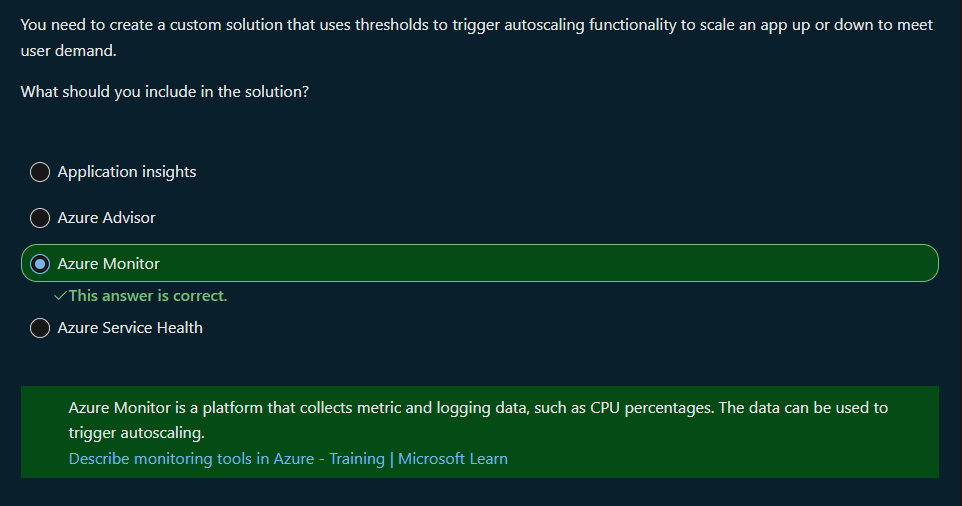 You need to create a custom solution that uses thresholds to trigger autoscaling functionality to scale an app up or down to meet
user demand.
What should you include in the solution?
Application insights
Azure Advisor
Azure Monitor
✓This answer is correct.
Azure Service Health
Azure Monitor is a platform that collects metric and logging data, such as CPU percentages. The data can be used to
trigger autoscaling.
Describe monitoring tools in Azure - Training | Microsoft Learn